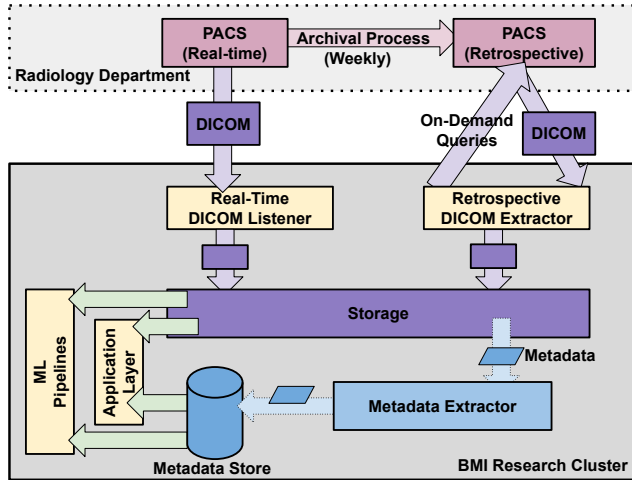 PACS
(Real-time)
Archival Process
(Weekly)
PACS
(Retrospective)
Radiology Department
DICOM
On-Demand
Queries
DICOM
Real-Time
DICOM Listener
Retrospective
DICOM Extractor
Storage
ML
Pipelines
Application
Layer
Metadata
Metadata Extractor
Metadata Store
BMI Research Cluster